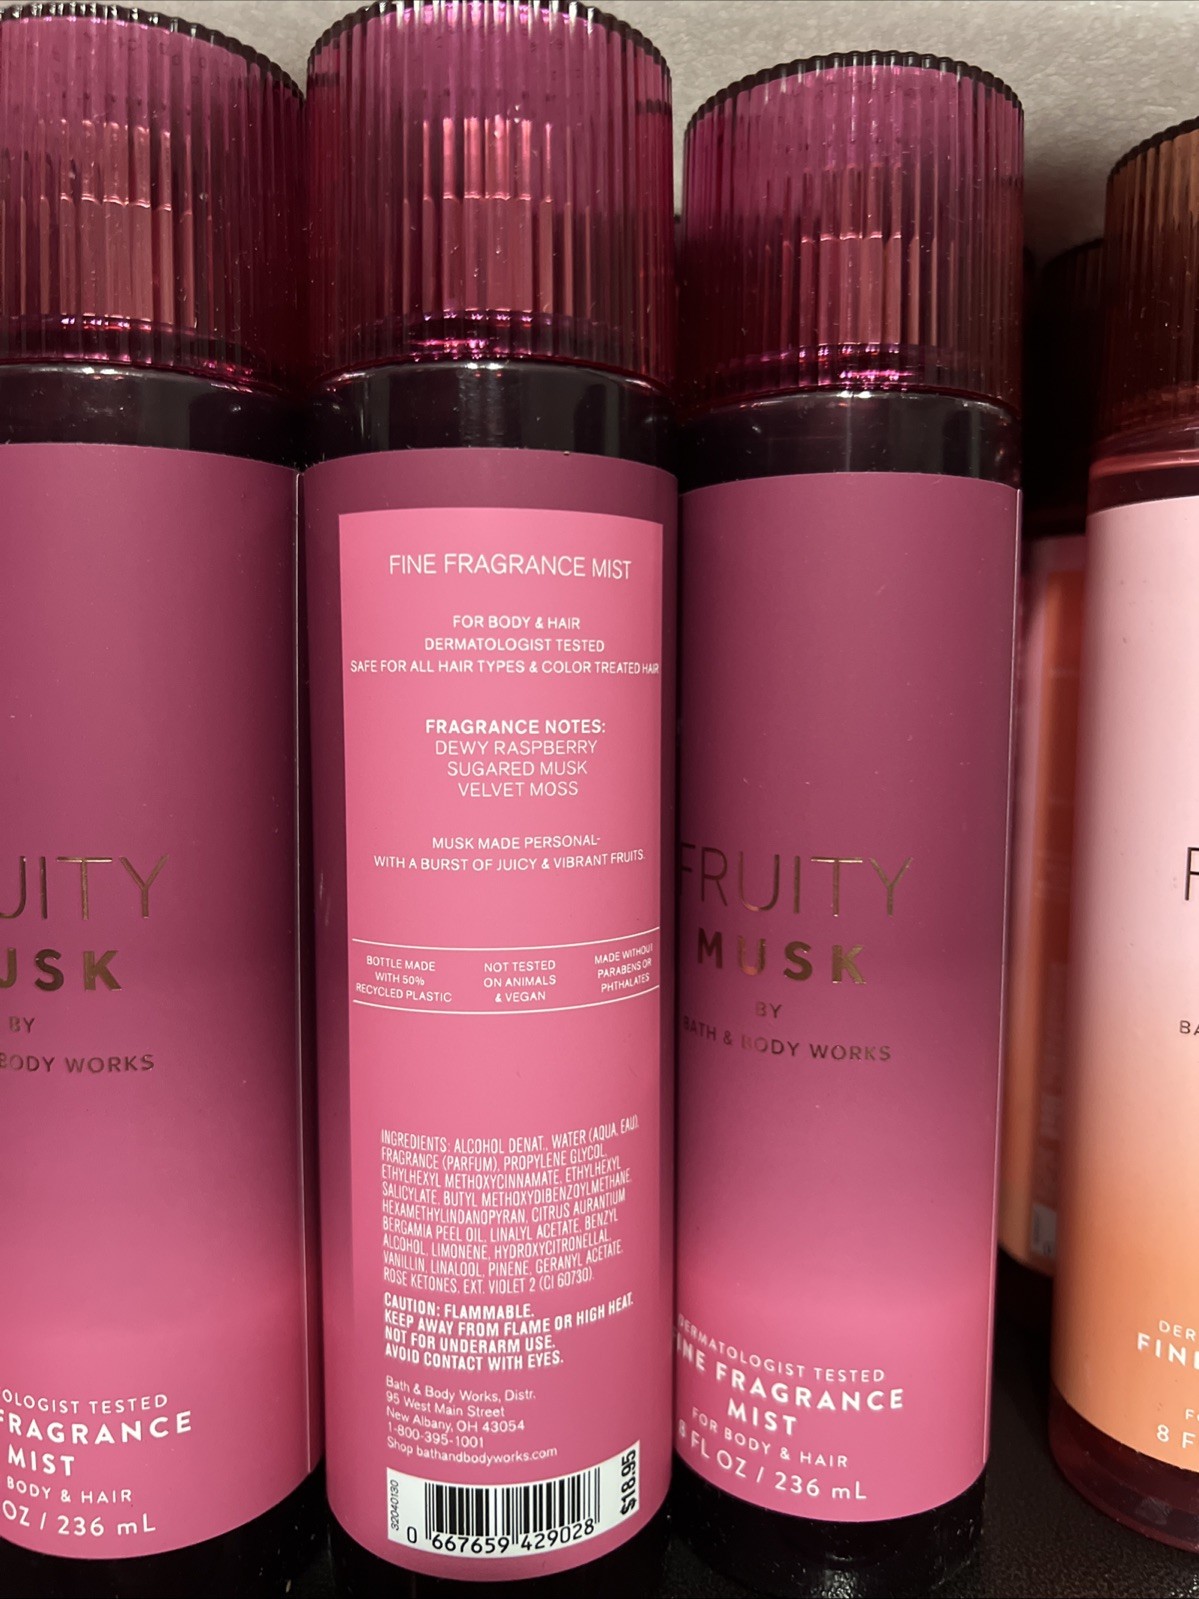 UITY
USK
BY
BODY WORKS
OLOGIST TESTED
FRAGRANCE
MIST
BODY & HAIR
OZ / 236 mL
FINE FRAGRANCE MIST
FOR BODY & HAIR
DERMATOLOGIST TESTED
SAFE FOR ALL HAIR TYPES & COLOR TREATED HAIR
FRAGRANCE NOTES:
DEWY RASPBERRY
SUGARED MUSK
VELVET MOSS
MUSK MADE PERSONAL-
WITH A BURST OF JUICY & VIBRANT FRUITS.
BOTTLE MADE
WITH 50%
RECYCLED PLASTIC
NOT TESTED
ON ANIMALS
& VEGAN
MADE WITHOUT
PARABENS OR
PHTHALATES
INGREDIENTS: ALCOHOL DENAT., WATER (AQUA, EAU),
FRAGRANCE (PARFUM), PROPYLENE GLYCOL,
ETHYLHEXYL METHOXYCINNAMATE, ETHYLHEXYL
SALICYLATE, BUTYL METHOXYDIBENZOYLMETHANE,
HEXAMETHYLINDANOPYRAN, CITRUS AURANTIUM
BERGAMIA PEEL OIL, LINALYL ACETATE, BENZYL
ALCOHOL, LIMONENE, HYDROXYCITRONELLAL,
VANILLIN, LINALOOL, PINENE, GERANYL ACETATE,
ROSE KETONES, EXT. VIOLET 2 (CI 60730).
CAUTION: FLAMMABLE.
KEEP AWAY FROM FLAME OR HIGH HEAT.
NOT FOR UNDERARM USE.
AVOID CONTACT WITH EYES.
Bath & Body Works, Distr.
95 West Main Street
New Albany, OH 43054
1-800-395-1001
Shop bathandbodyworks.com
32040130
$18.95
0 667659 429028
FRUITY
MUSK
BY
BATH & BODY WORKS
DERMATOLOGIST TESTED
FINE FRAGRANCE
MIST
FOR BODY & HAIR
8 FL OZ / 236 mL
F
BA
DER
FIN
F
8 F